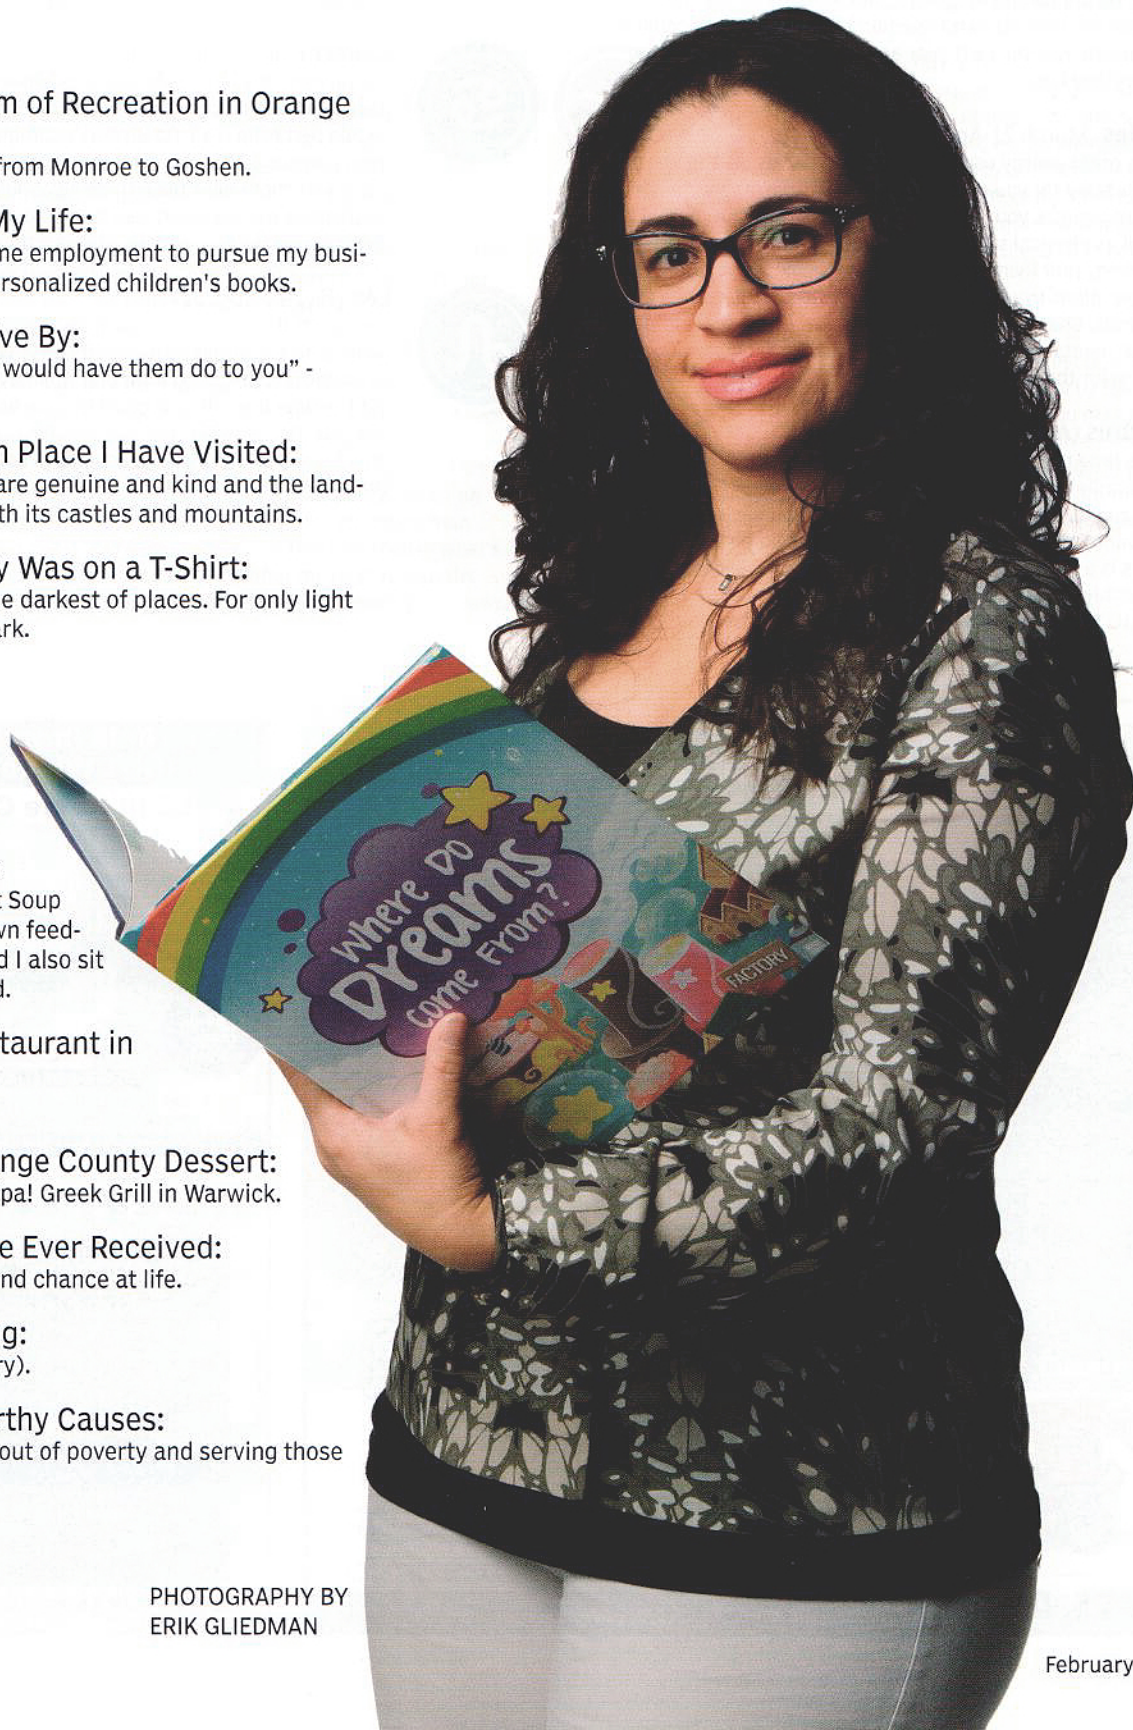 m of Recreation in Orange
from Monroe to Goshen.
My Life:
me employment to pursue my busi-
rsonalized children's books.
ve By:
would have them do to you” -
n Place I Have Visited:
are genuine and kind and the land-
th its castles and mountains.
y Was on a T-Shirt:
e darkest of places. For only light
ark.
t Soup
wn feed-
d I also sit
d.
taurant in
nge County Dessert:
pa! Greek Grill in Warwick.
e Ever Received:
nd chance at life.
g:
ry).
rthy Causes:
out of poverty and serving those
Where Do
Dreams
come From?
FACTORY
PHOTOGRAPHY BY
ERIK GLIEDMAN
February